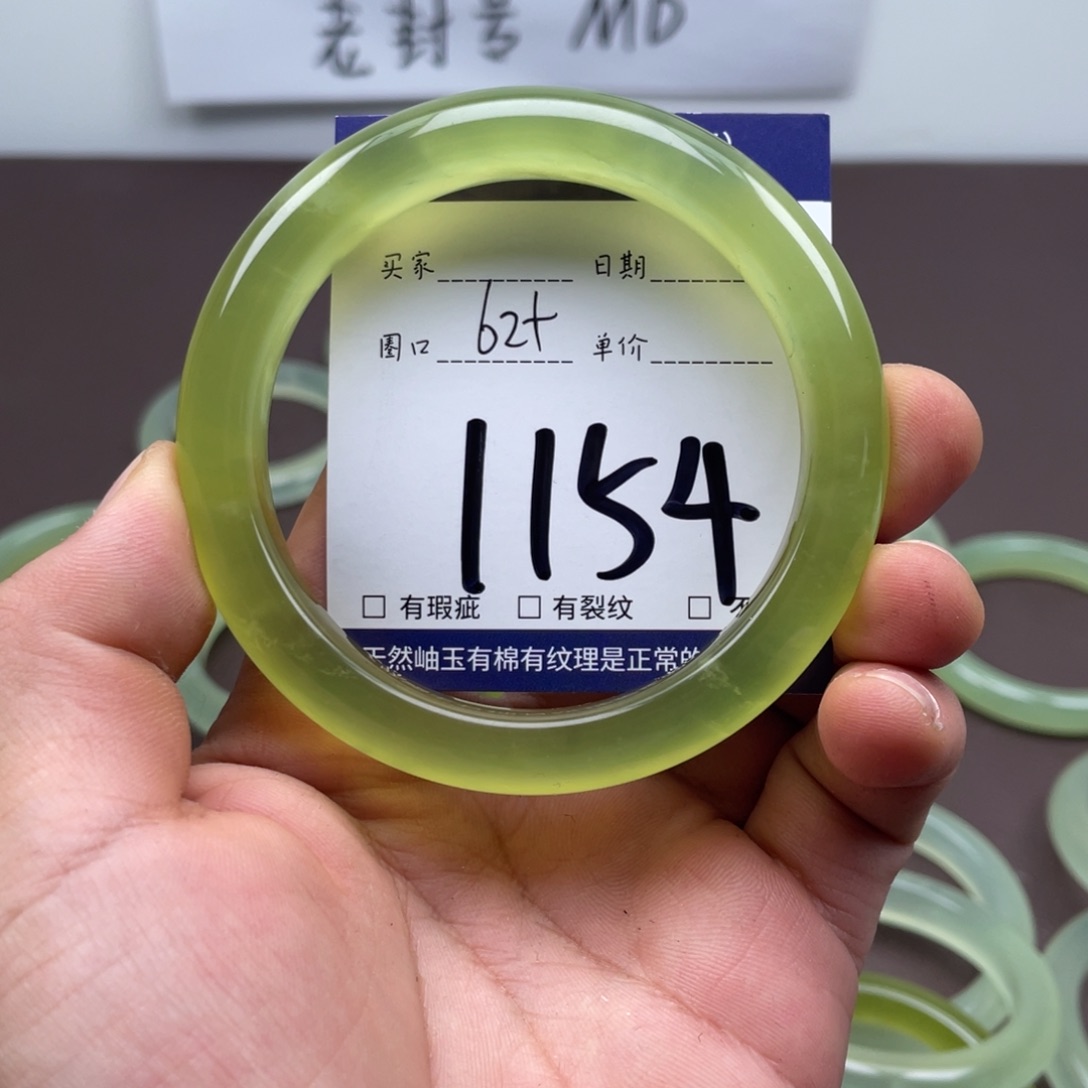 老封号 MD
买家 日期
圈口 62+ 单价
1154
□ 有瑕疵 □ 有裂纹 □
天然岫玉有棉有纹理是正常的